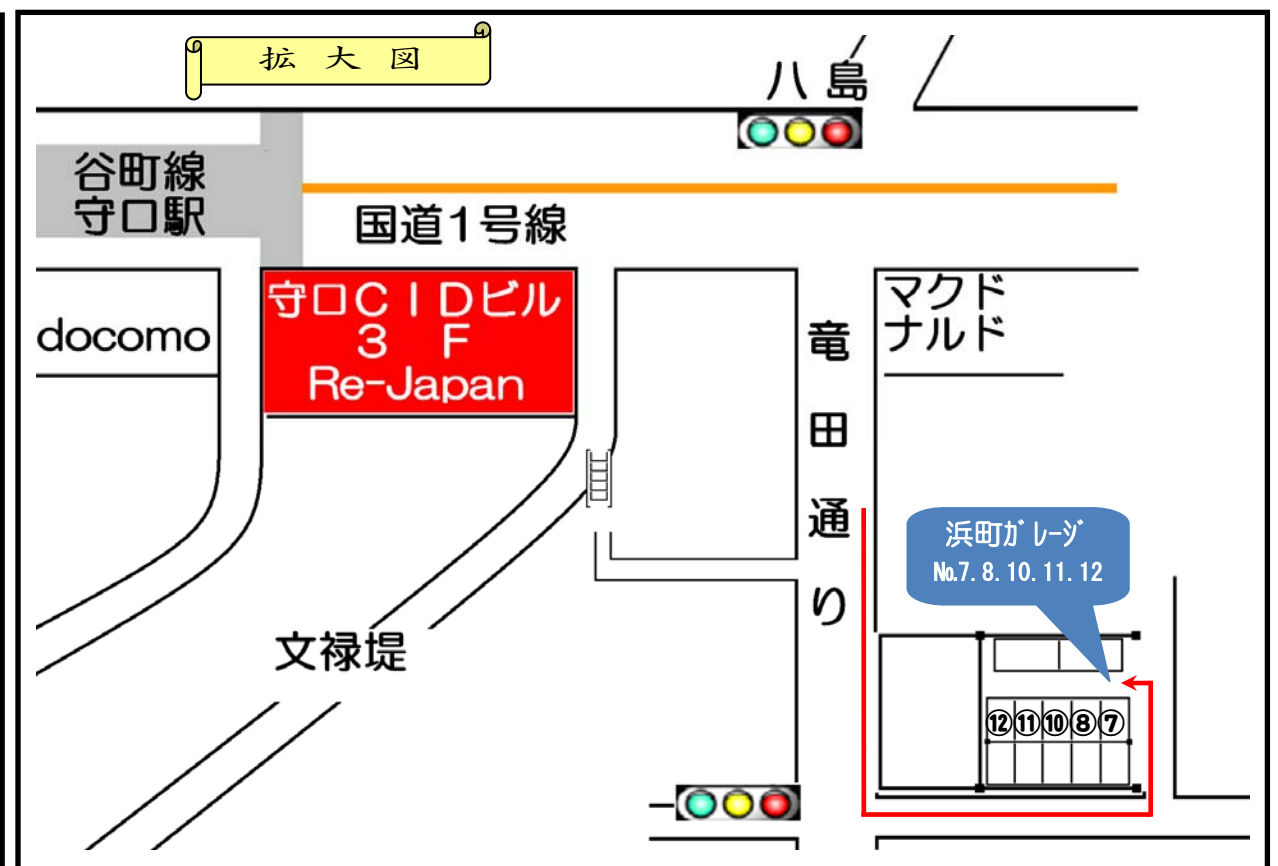 拡大図
八島
谷町線
守口駅
国道1号線
docomo
守口CIDビル
3 F
Re-Japan
マクド
ナルド
竜田通り
浜町ガレージ
№7.8.10.11.12
文禄堤
⑫⑪⑩⑧⑦